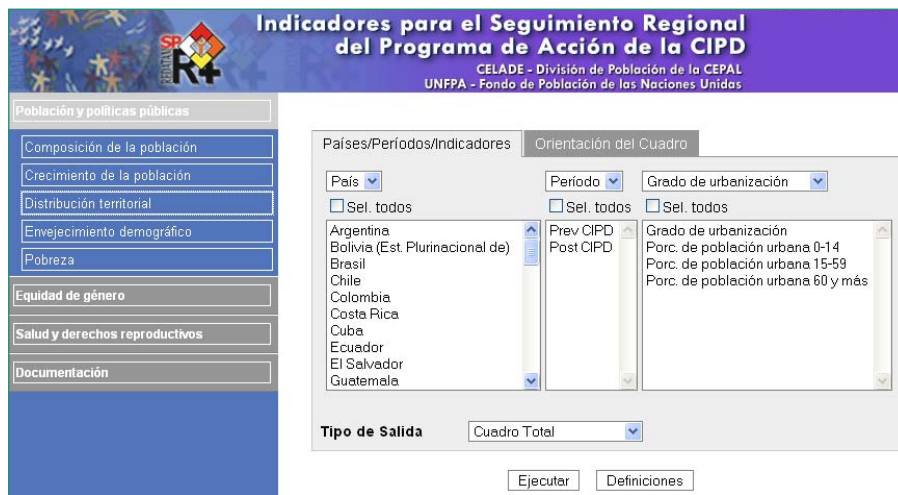 Indicadores para el Seguimiento Regional
del Programa de Acción de la CIPD
CELADE - División de Población de la CEPAL
UNFPA - Fondo de Población de las Naciones Unidas
REDATAM
SP
R+
Población y políticas públicas
Composición de la población
Crecimiento de la población
Distribución territorial
Envejecimiento demográfico
Pobreza
Equidad de género
Salud y derechos reproductivos
Documentación
Países/Períodos/Indicadores
Orientación del Cuadro
País
Período
Grado de urbanización
Sel. todos
Sel. todos
Sel. todos
Argentina
Bolivia (Est. Plurinacional de)
Brasil
Chile
Colombia
Costa Rica
Cuba
Ecuador
El Salvador
Guatemala
Prev CIPD
Post CIPD
Grado de urbanización
Porc. de población urbana 0-14
Porc. de población urbana 15-59
Porc. de población urbana 60 y más
Tipo de Salida
Cuadro Total
Ejecutar
Definiciones